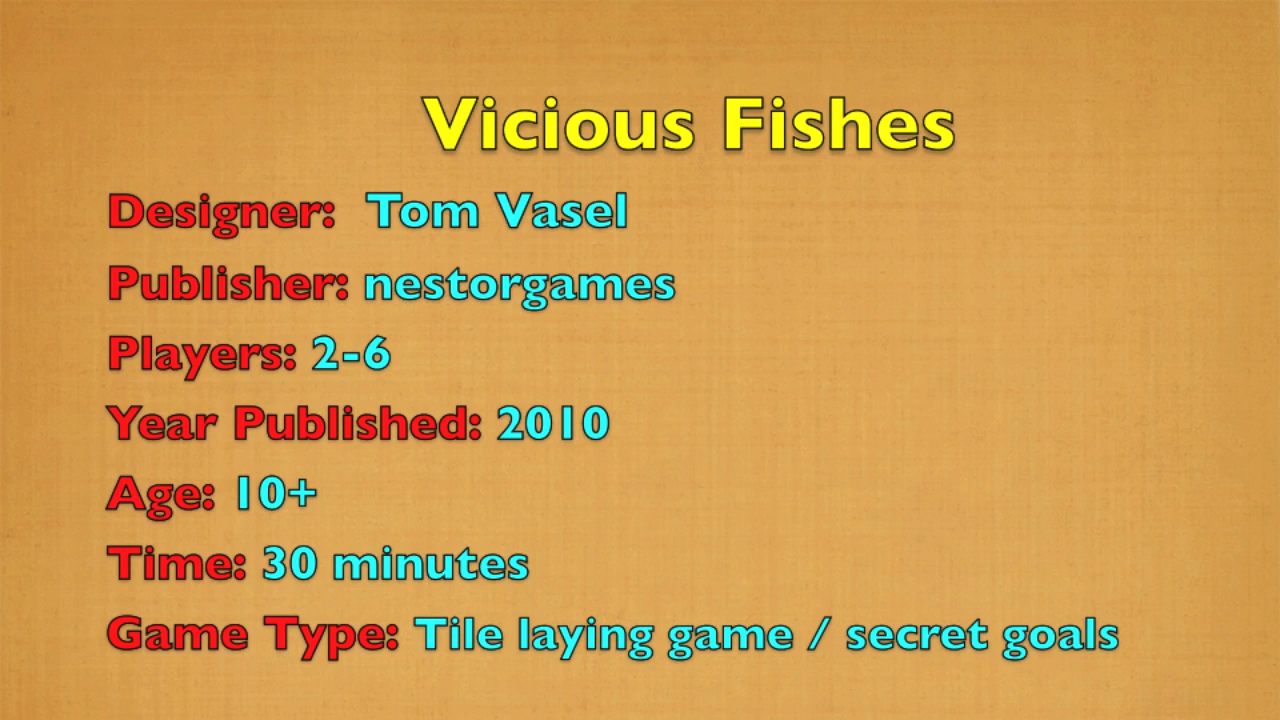 Vicious Fishes
Designer: Tom Vasel
Publisher: nestorgames
Players: 2-6
Year Published: 2010
Age: 10+
Time: 30 minutes
Game Type: Tile laying game / secret goals